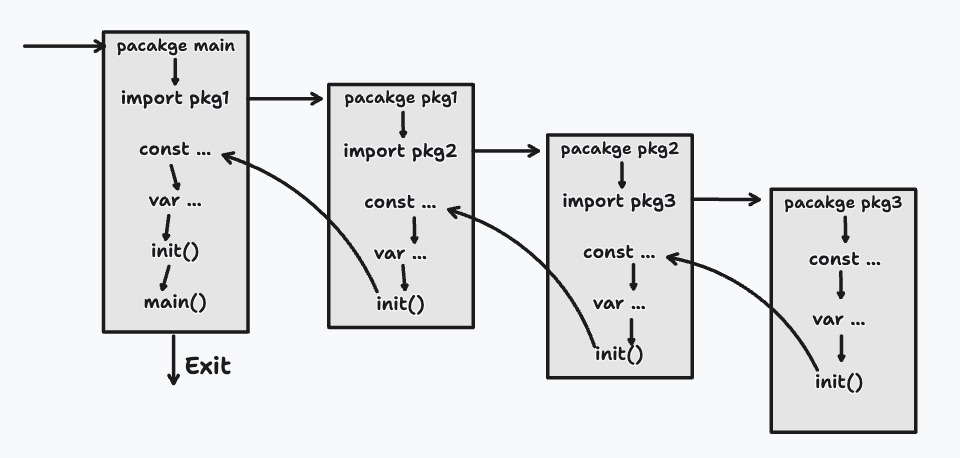 pacakge main
import pkg1
const ...
var ...
init()
main()
Exit
pacakge pkg1
import pkg2
const ...
var ...
init()
pacakge pkg2
import pkg3
const ...
var ...
init()
pacakge pkg3
const ...
var ...
init()